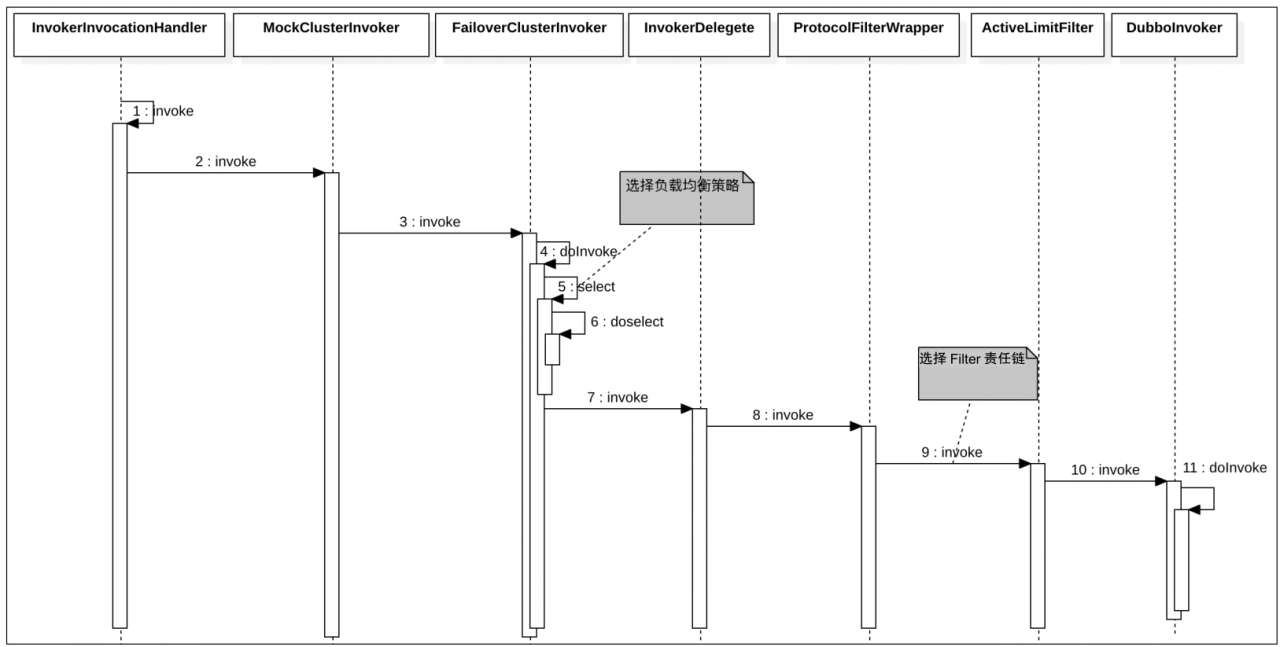 InvokerInvocationHandler
MockClusterInvoker
FailoverClusterInvoker
InvokerDelegete
ProtocolFilterWrapper
ActiveLimitFilter
DubboInvoker
1 : invoke
2 : invoke
选择负载均衡策略
3 : invoke
4 : doInvoke
5 : select
6 : doselect
选择 Filter 责任链
7 : invoke
8 : invoke
9 : invoke
10 : invoke
11 : doInvoke